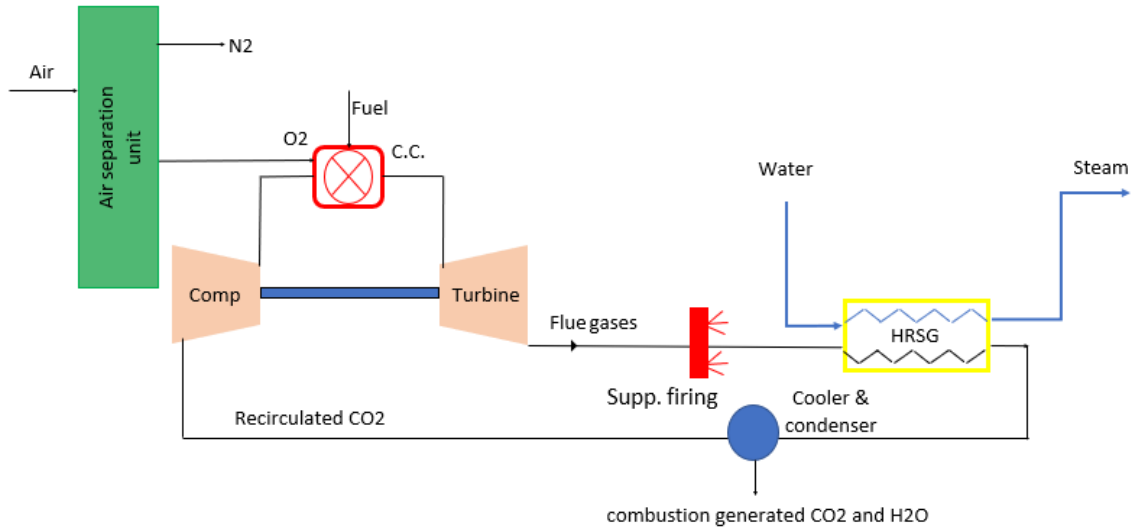 N2
Air
Air separation
unit
Fuel
O2
C.C.
Water
Steam
Comp
Turbine
Flue gases
HRSG
Supp. firing
Cooler &
condenser
Recirculated CO2
combustion generated CO2 and H2O